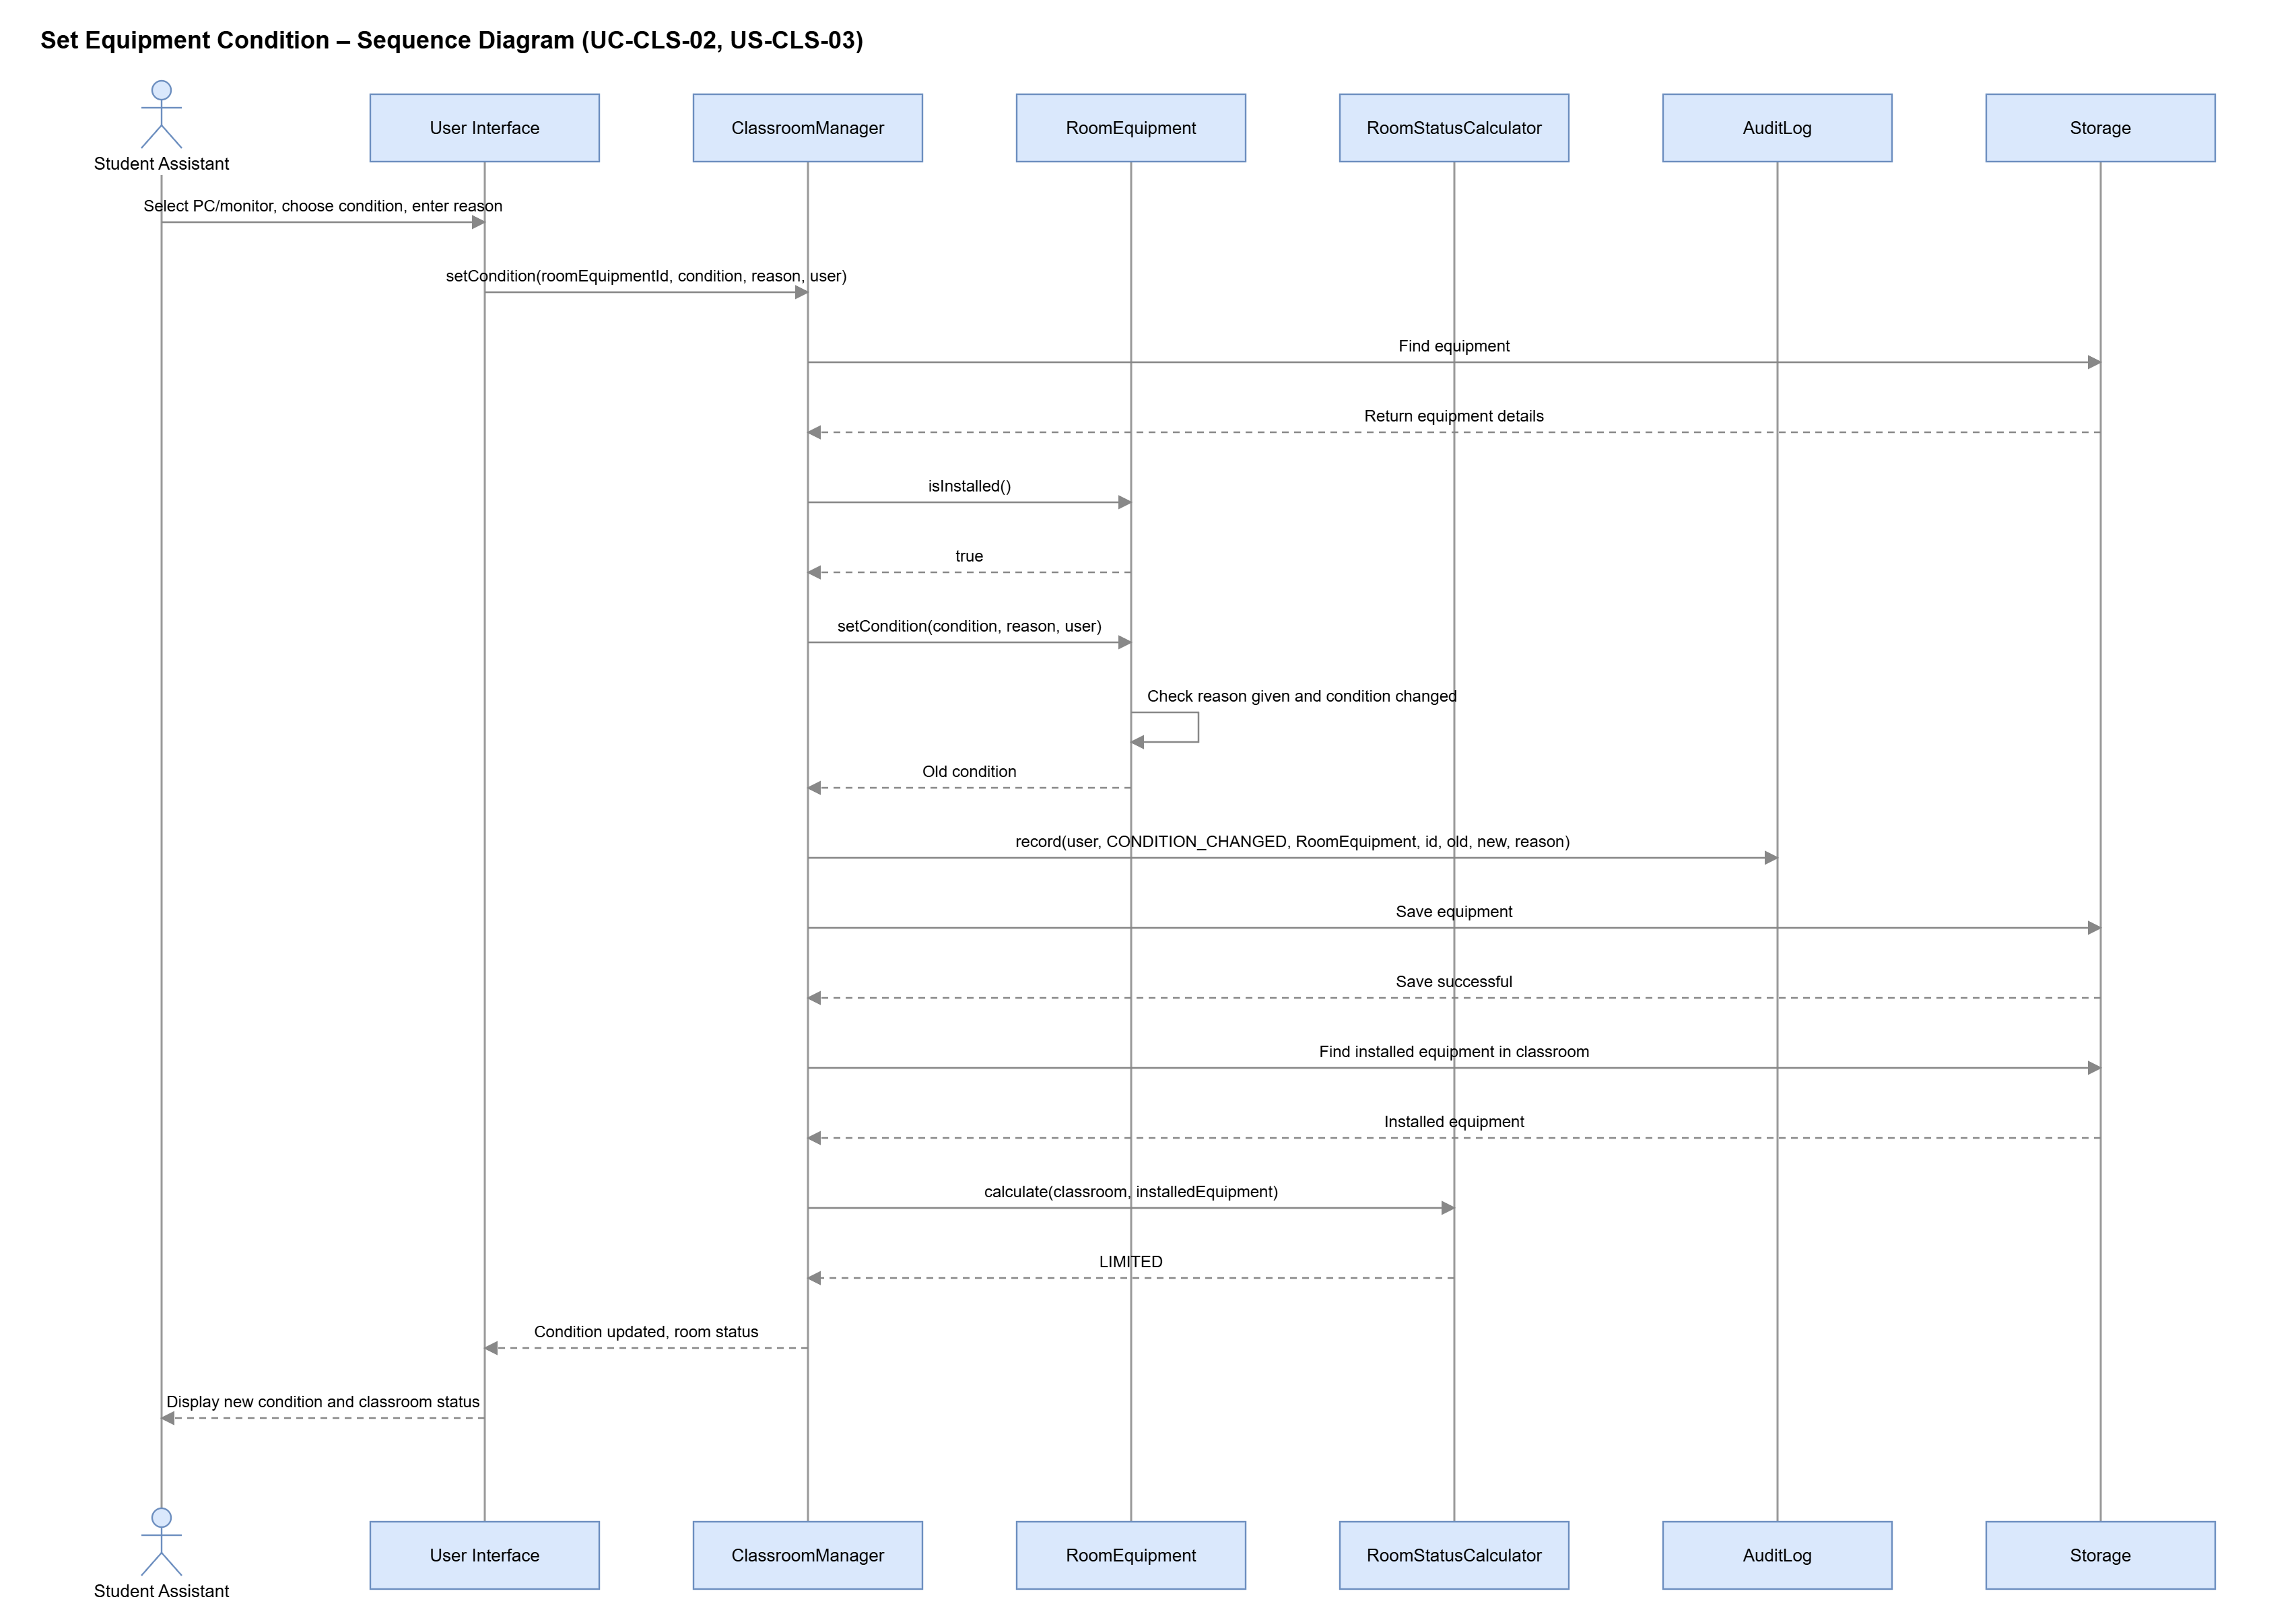 Set Equipment Condition – Sequence Diagram (UC-CLS-02, US-CLS-03)
Student Assistant
User Interface
ClassroomManager
RoomEquipment
RoomStatusCalculator
AuditLog
Storage
Select PC/monitor, choose condition, enter reason
setCondition(roomEquipmentId, condition, reason, user)
Find equipment
Return equipment details
isInstalled()
true
setCondition(condition, reason, user)
Check reason given and condition changed
Old condition
record(user, CONDITION_CHANGED, RoomEquipment, id, old, new, reason)
Save equipment
Save successful
Find installed equipment in classroom
Installed equipment
calculate(classroom, installedEquipment)
LIMITED
Condition updated, room status
Display new condition and classroom status
Student Assistant
User Interface
ClassroomManager
RoomEquipment
RoomStatusCalculator
AuditLog
Storage